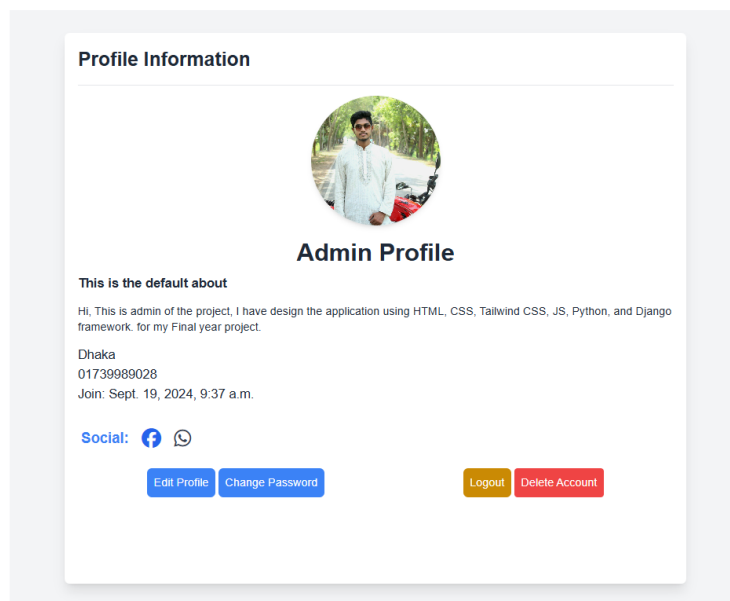 Profile Information
Admin Profile
This is the default about
Hi, This is admin of the project, I have design the application using HTML, CSS, Tailwind CSS, JS, Python, and Django
framework. for my Final year project.
Dhaka
01739989028
Join: Sept. 19, 2024, 9:37 a.m.
Social:
Edit Profile Change Password Logout Delete Account